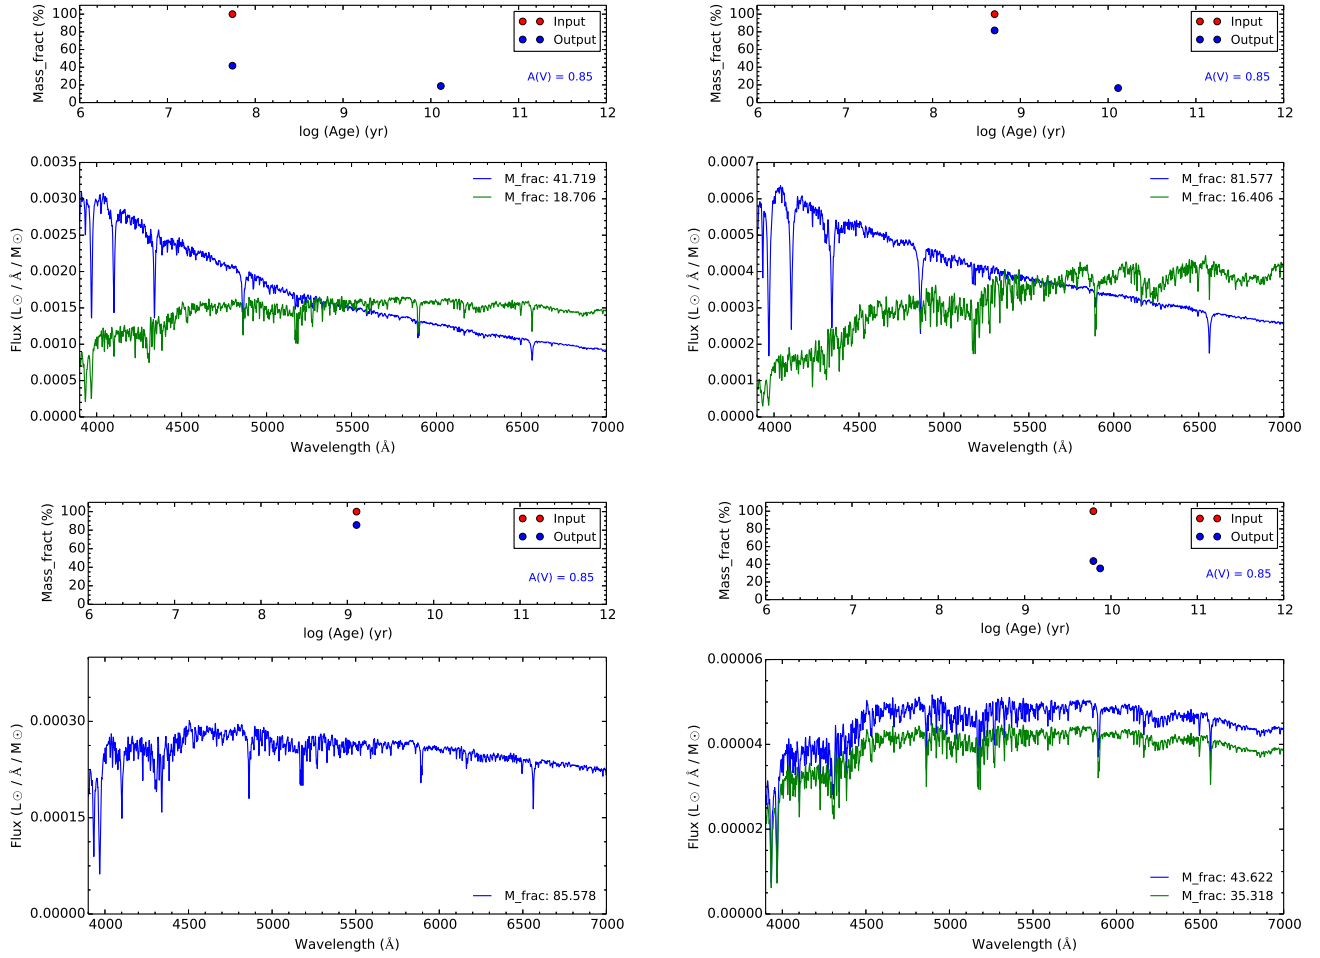 Mass_fract (%)
100
80
60
40
20
0
Input
Output
A(V) = 0.85
6 7 8 9 10 11 12
log (Age) (yr)
Flux (L☉ / Å / M☉)
0.0035
0.0030
0.0025
0.0020
0.0015
0.0010
0.0005
0.0000
M_frac: 41.719
M_frac: 18.706
4000 4500 5000 5500 6000 6500 7000
Wavelength (Å)
Mass_fract (%)
100
80
60
40
20
0
Input
Output
A(V) = 0.85
6 7 8 9 10 11 12
log (Age) (yr)
Flux (L☉ / Å / M☉)
0.0007
0.0006
0.0005
0.0004
0.0003
0.0002
0.0001
0.0000
M_frac: 81.577
M_frac: 16.406
4000 4500 5000 5500 6000 6500 7000
Wavelength (Å)
Mass_fract (%)
100
80
60
40
20
0
Input
Output
A(V) = 0.85
6 7 8 9 10 11 12
log (Age) (yr)
Flux (L☉ / Å / M☉)
0.00030
0.00015
0.00000
M_frac: 85.578
4000 4500 5000 5500 6000 6500 7000
Wavelength (Å)
Mass_fract (%)
100
80
60
40
20
0
Input
Output
A(V) = 0.85
6 7 8 9 10 11 12
log (Age) (yr)
Flux (L☉ / Å / M☉)
0.00006
0.00004
0.00002
0.00000
M_frac: 43.622
M_frac: 35.318
4000 4500 5000 5500 6000 6500 7000
Wavelength (Å)